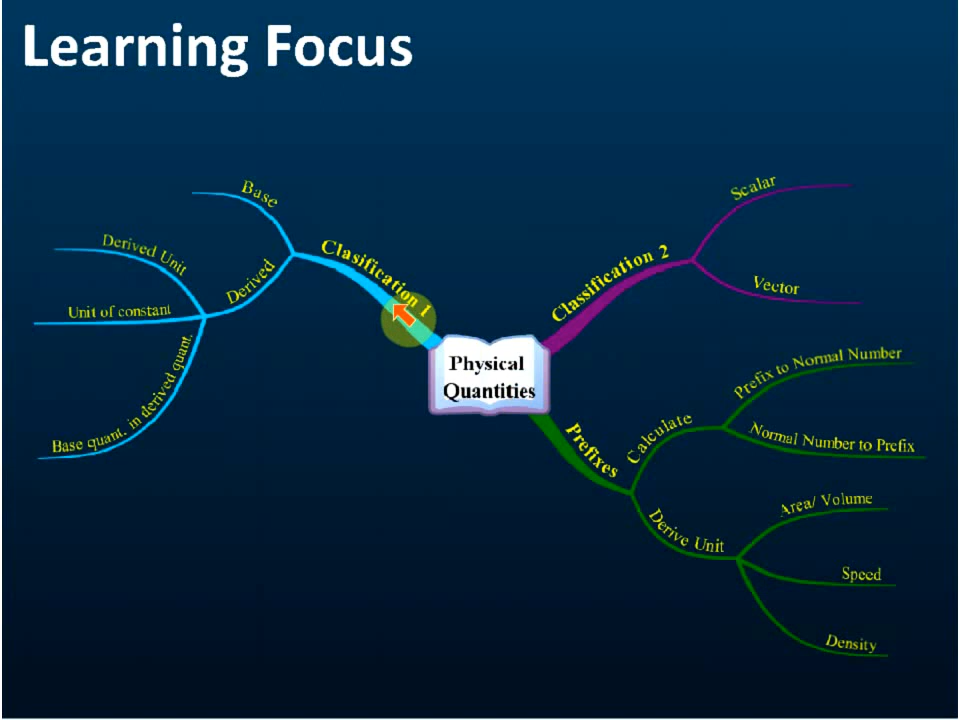 Learning Focus
Base
Clasification 1
Derived Unit
Derived
Unit of constant
Base quant. in derived quant.
Physical
Quantities
Classification 2
Scalar
Vector
Prefixes
Calculate
Prefix to Normal Number
Normal Number to Prefix
Derive Unit
Area/ Volume
Speed
Density